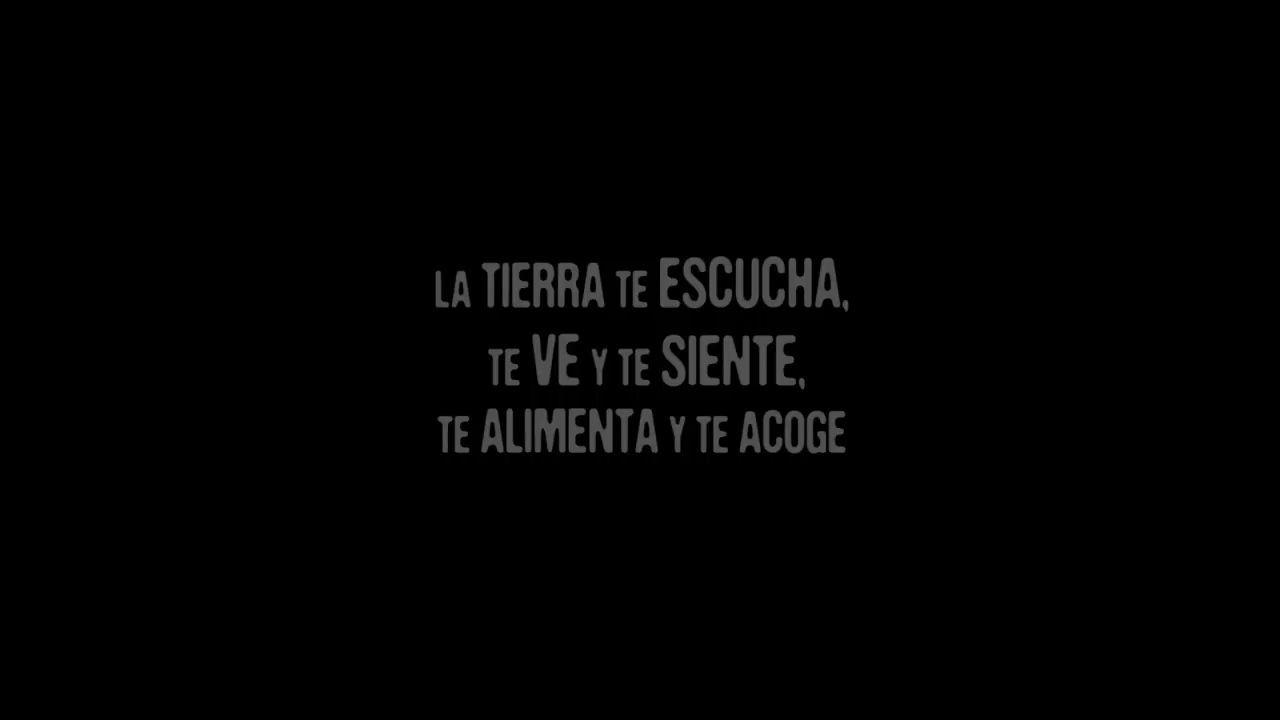 LA TIERRA TE ESCUCHA,
TE VE Y TE SIENTE,
TE ALIMENTA Y TE ACOGE